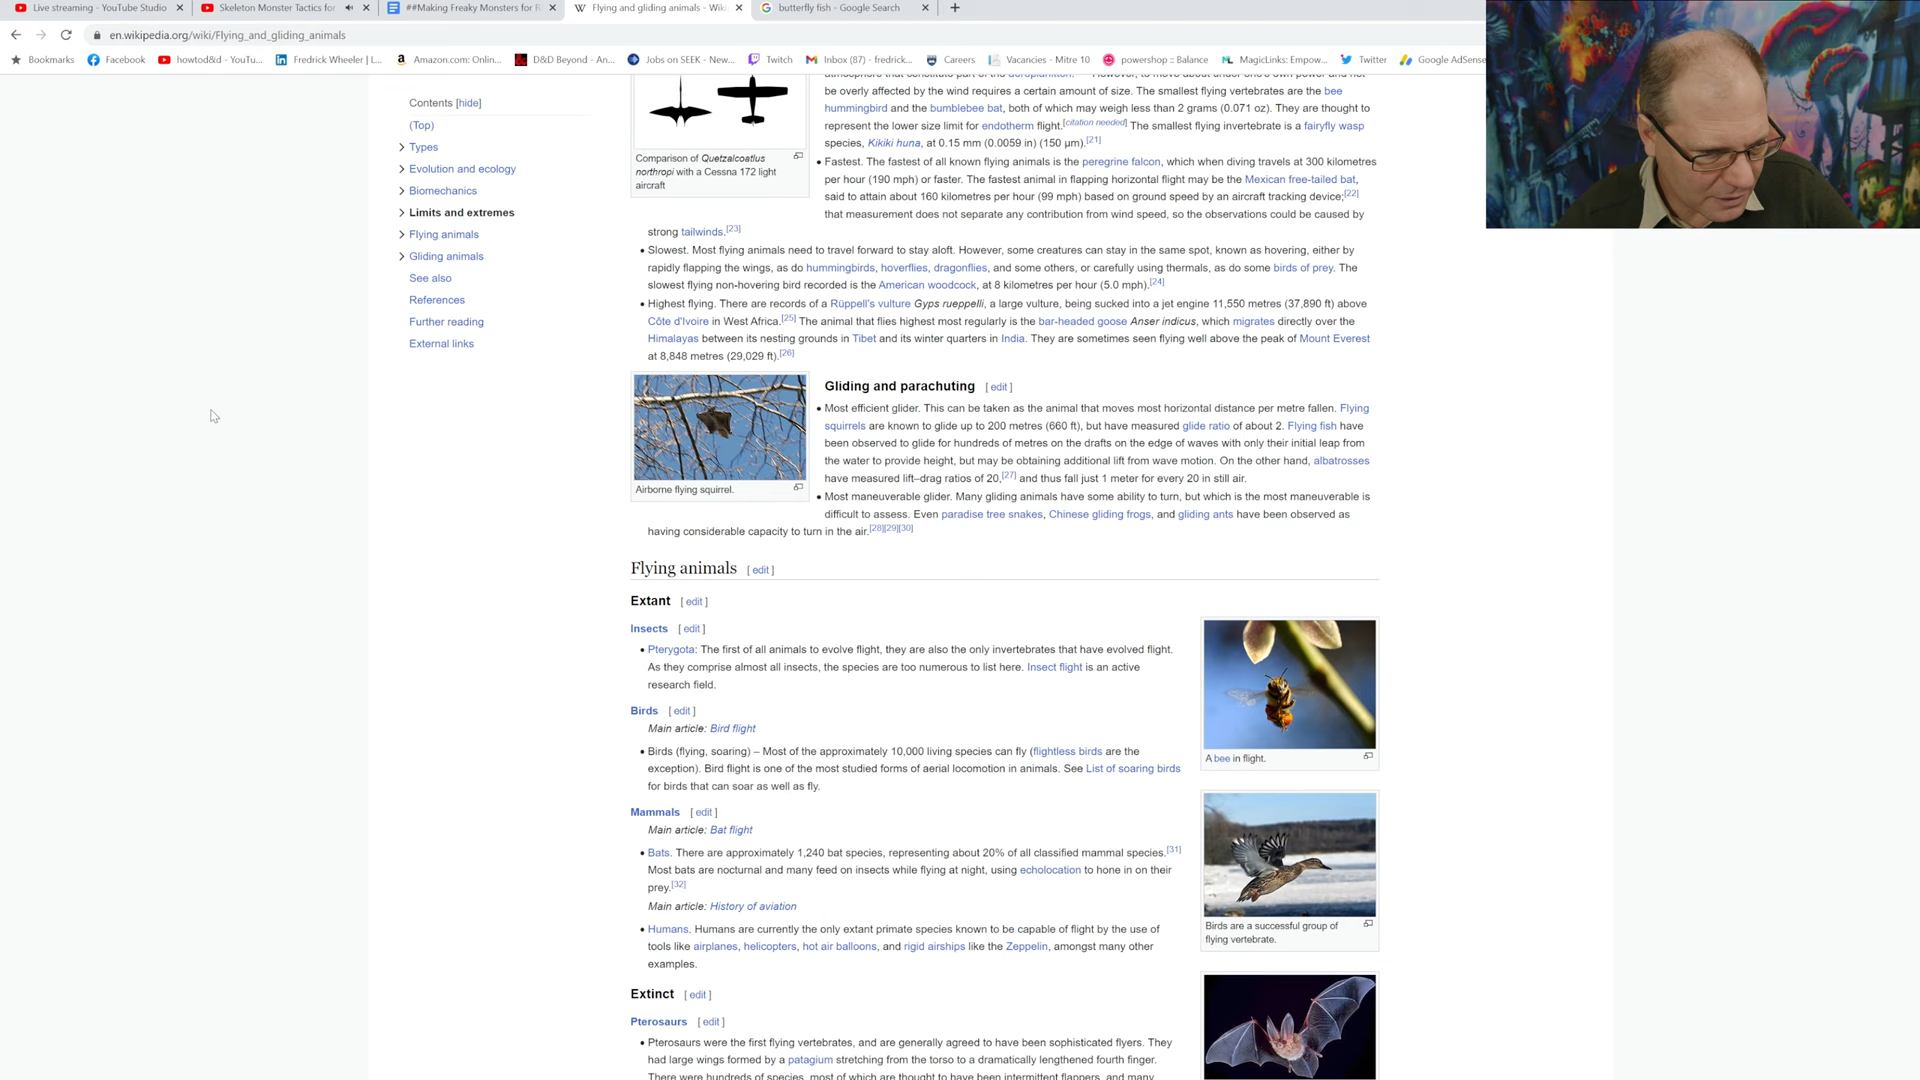 Live streaming - YouTube Studio
Skeleton Monster Tactics for
##Making Freaky Monsters for R
Flying and gliding animals - Wiki
butterfly fish - Google Search
en.wikipedia.org/wiki/Flying_and_gliding_animals
Bookmarks
Facebook
howtod&d - YouTu...
Fredrick Wheeler | L...
Amazon.com: Onlin...
D&D Beyond - An...
Jobs on SEEK - New...
Twitch
Inbox (87) - fredrick...
Careers
Vacancies - Mitre 10
powershop :: Balance
MagicLinks: Empow...
Twitter
Google AdSense
Contents [hide]
(Top)
Types
Evolution and ecology
Biomechanics
Limits and extremes
Flying animals
Gliding animals
See also
References
Further reading
External links
Comparison of Quetzalcoatlus
northropi with a Cessna 172 light
aircraft
be overly affected by the wind requires a certain amount of size. The smallest flying vertebrates are the bee
hummingbird and the bumblebee bat, both of which may weigh less than 2 grams (0.071 oz). They are thought to
represent the lower size limit for endotherm flight.[citation needed] The smallest flying invertebrate is a fairyfly wasp
species, Kikiki huna, at 0.15 mm (0.0059 in) (150 μm).[21]
• Fastest. The fastest of all known flying animals is the peregrine falcon, which when diving travels at 300 kilometres
per hour (190 mph) or faster. The fastest animal in flapping horizontal flight may be the Mexican free-tailed bat,
said to attain about 160 kilometres per hour (99 mph) based on ground speed by an aircraft tracking device;[22]
that measurement does not separate any contribution from wind speed, so the observations could be caused by
strong tailwinds.[23]
• Slowest. Most flying animals need to travel forward to stay aloft. However, some creatures can stay in the same spot, known as hovering, either by
rapidly flapping the wings, as do hummingbirds, hoverflies, dragonflies, and some others, or carefully using thermals, as do some birds of prey. The
slowest flying non-hovering bird recorded is the American woodcock, at 8 kilometres per hour (5.0 mph).[24]
• Highest flying. There are records of a Rüppell's vulture Gyps rueppelli, a large vulture, being sucked into a jet engine 11,550 metres (37,890 ft) above
Côte d'Ivoire in West Africa.[25] The animal that flies highest most regularly is the bar-headed goose Anser indicus, which migrates directly over the
Himalayas between its nesting grounds in Tibet and its winter quarters in India. They are sometimes seen flying well above the peak of Mount Everest
at 8,848 metres (29,029 ft).[26]
Airborne flying squirrel.
Gliding and parachuting [ edit ]
• Most efficient glider. This can be taken as the animal that moves most horizontal distance per metre fallen. Flying
squirrels are known to glide up to 200 metres (660 ft), but have measured glide ratio of about 2. Flying fish have
been observed to glide for hundreds of metres on the drafts on the edge of waves with only their initial leap from
the water to provide height, but may be obtaining additional lift from wave motion. On the other hand, albatrosses
have measured lift–drag ratios of 20,[27] and thus fall just 1 meter for every 20 in still air.
• Most maneuverable glider. Many gliding animals have some ability to turn, but which is the most maneuverable is
difficult to assess. Even paradise tree snakes, Chinese gliding frogs, and gliding ants have been observed as
having considerable capacity to turn in the air.[28][29][30]
Flying animals [ edit ]
Extant [ edit ]
Insects [ edit ]
• Pterygota: The first of all animals to evolve flight, they are also the only invertebrates that have evolved flight.
As they comprise almost all insects, the species are too numerous to list here. Insect flight is an active
research field.
A bee in flight.
Birds [ edit ]
Main article: Bird flight
• Birds (flying, soaring) – Most of the approximately 10,000 living species can fly (flightless birds are the
exception). Bird flight is one of the most studied forms of aerial locomotion in animals. See List of soaring birds
for birds that can soar as well as fly.
Birds are a successful group of
flying vertebrate.
Mammals [ edit ]
Main article: Bat flight
• Bats. There are approximately 1,240 bat species, representing about 20% of all classified mammal species.[31]
Most bats are nocturnal and many feed on insects while flying at night, using echolocation to hone in on their
prey.[32]
Main article: History of aviation
• Humans. Humans are currently the only extant primate species known to be capable of flight by the use of
tools like airplanes, helicopters, hot air balloons, and rigid airships like the Zeppelin, amongst many other
examples.
Extinct [ edit ]
Pterosaurs [ edit ]
• Pterosaurs were the first flying vertebrates, and are generally agreed to have been sophisticated flyers. They
had large wings formed by a patagium stretching from the torso to a dramatically lengthened fourth finger.
There were hundreds of species, most of which are thought to have been intermittent flappers, and many